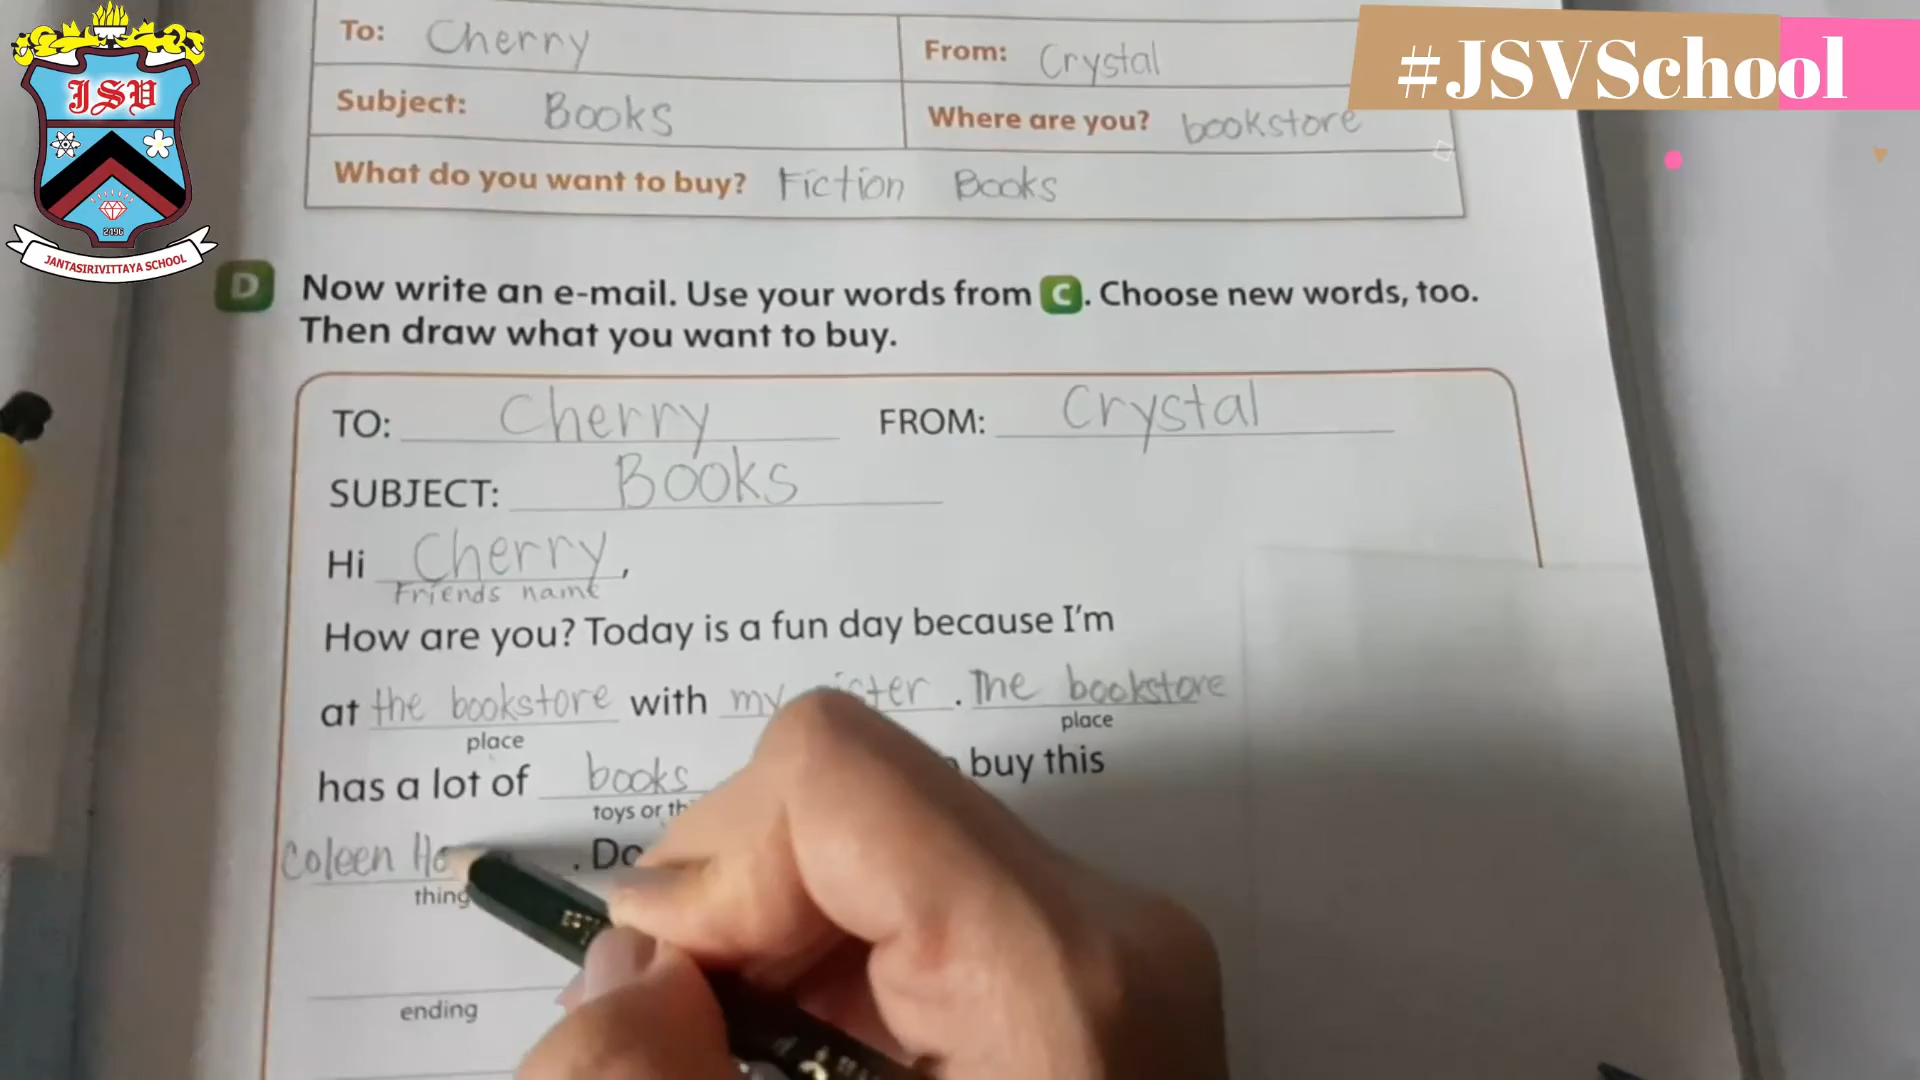 #JSVSchool
JSV
2496
JANTASIRIVITTAYA SCHOOL
To: Cherry From: Crystal
Subject: Books Where are you? bookstore
What do you want to buy? Fiction Books
D Now write an e-mail. Use your words from C. Choose new words, too.
Then draw what you want to buy.
TO: Cherry FROM: Crystal
SUBJECT: Books
Hi Cherry,
Friends name
How are you? Today is a fun day because I'm
at the bookstore with my sister. The bookstore
place place
has a lot of books buy this
toys or
Coleen . Do
thing
ending